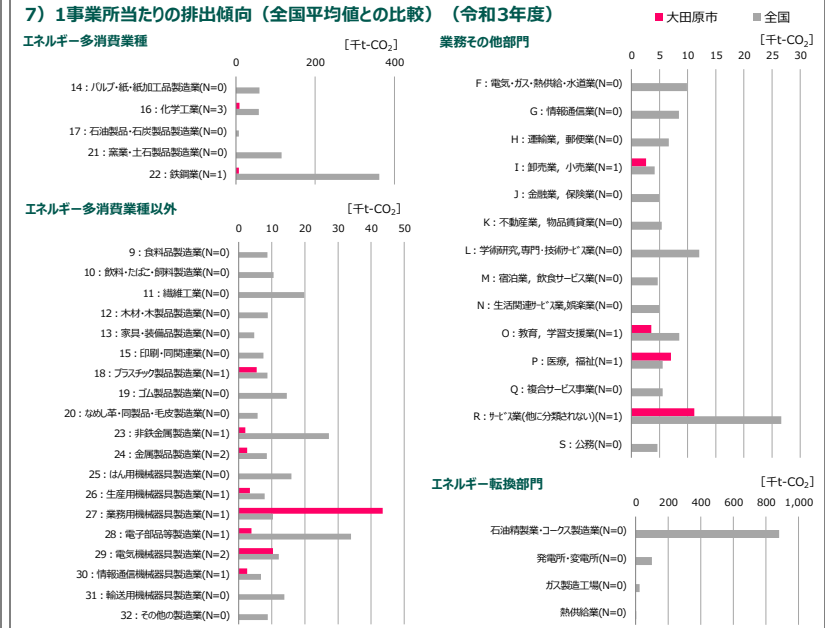 7）1事業所当たりの排出傾向（全国平均値との比較）（令和3年度）
■大田原市 ■全国
エネルギー多消費業種
［千t-CO₂］
0 200 400
14：パルプ・紙・紙加工品製造業(N=0)
16：化学工業(N=3)
17：石油製品・石炭製品製造業(N=0)
21：窯業・土石製品製造業(N=0)
22：鉄鋼業(N=1)
エネルギー多消費業種以外
［千t-CO₂］
0 10 20 30 40 50
9：食料品製造業(N=0)
10：飲料・たばこ・飼料製造業(N=0)
11：繊維工業(N=0)
12：木材・木製品製造業(N=0)
13：家具・装備品製造業(N=0)
15：印刷・同関連業(N=0)
18：プラスチック製品製造業(N=1)
19：ゴム製品製造業(N=0)
20：なめし革・同製品・毛皮製造業(N=0)
23：非鉄金属製造業(N=1)
24：金属製品製造業(N=2)
25：はん用機械器具製造業(N=0)
26：生産用機械器具製造業(N=1)
27：業務用機械器具製造業(N=1)
28：電子部品等製造業(N=1)
29：電気機械器具製造業(N=2)
30：情報通信機械器具製造業(N=1)
31：輸送用機械器具製造業(N=0)
32：その他の製造業(N=0)
業務その他部門
［千t-CO₂］
0 5 10 15 20 25 30
F：電気・ガス・熱供給・水道業(N=0)
G：情報通信業(N=0)
H：運輸業，郵便業(N=0)
I：卸売業，小売業(N=1)
J：金融業，保険業(N=0)
K：不動産業，物品賃貸業(N=0)
L：学術研究,専門・技術ｻｰﾋﾞｽ業(N=0)
M：宿泊業，飲食サービス業(N=0)
N：生活関連ｻｰﾋﾞｽ業,娯楽業(N=0)
O：教育，学習支援業(N=1)
P：医療，福祉(N=1)
Q：複合サービス事業(N=0)
R：ｻｰﾋﾞｽ業(他に分類されない)(N=1)
S：公務(N=0)
エネルギー転換部門
［千t-CO₂］
0 200 400 600 800 1,000
石油精製業・コークス製造業(N=0)
発電所・変電所(N=0)
ガス製造工場(N=0)
熱供給業(N=0)